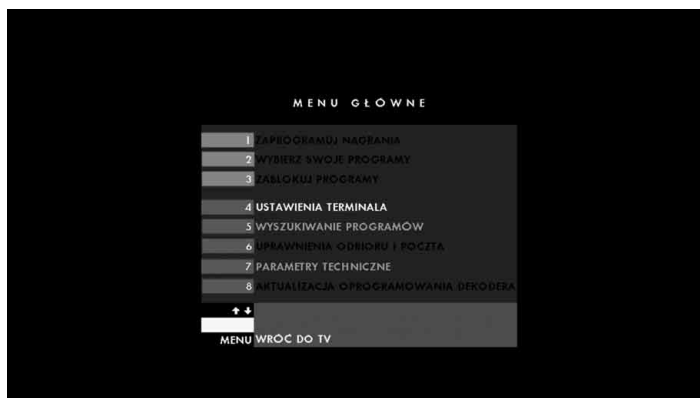 MENU GŁÓWNE
1 ZAPROGRAMUJ NAGRANIA
2 WYBIERZ SWOJE PROGRAMY
3 ZABLOKUJ PROGRAMY
4 USTAWIENIA TERMINALA
5 WYSZUKIWANIE PROGRAMÓW
6 UPRAWNIENIA ODBIORU I POCZTA
7 PARAMETRY TECHNICZNE
8 AKTUALIZACJA OPROGRAMOWANIA DEKODERA
MENU WRÓĆ DO TV